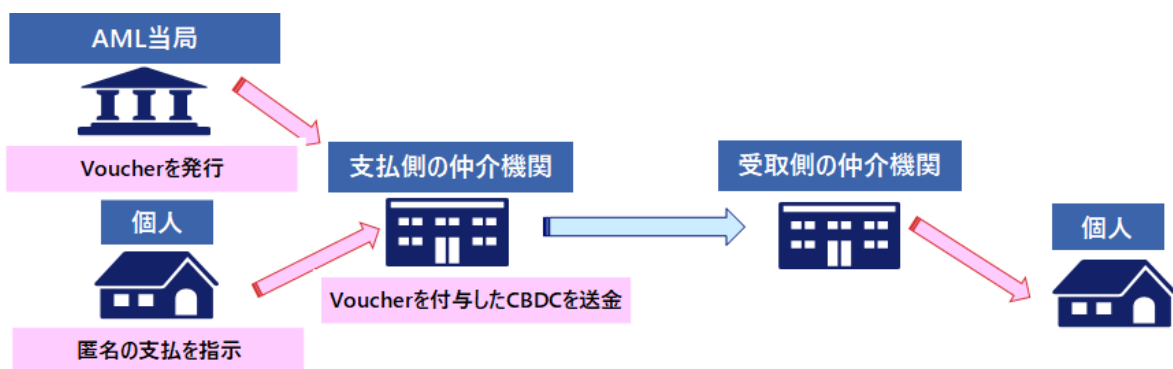 AML当局
Voucherを発行
個人
匿名の支払を指示
支払側の仲介機関
Voucherを付与したCBDCを送金
受取側の仲介機関
個人